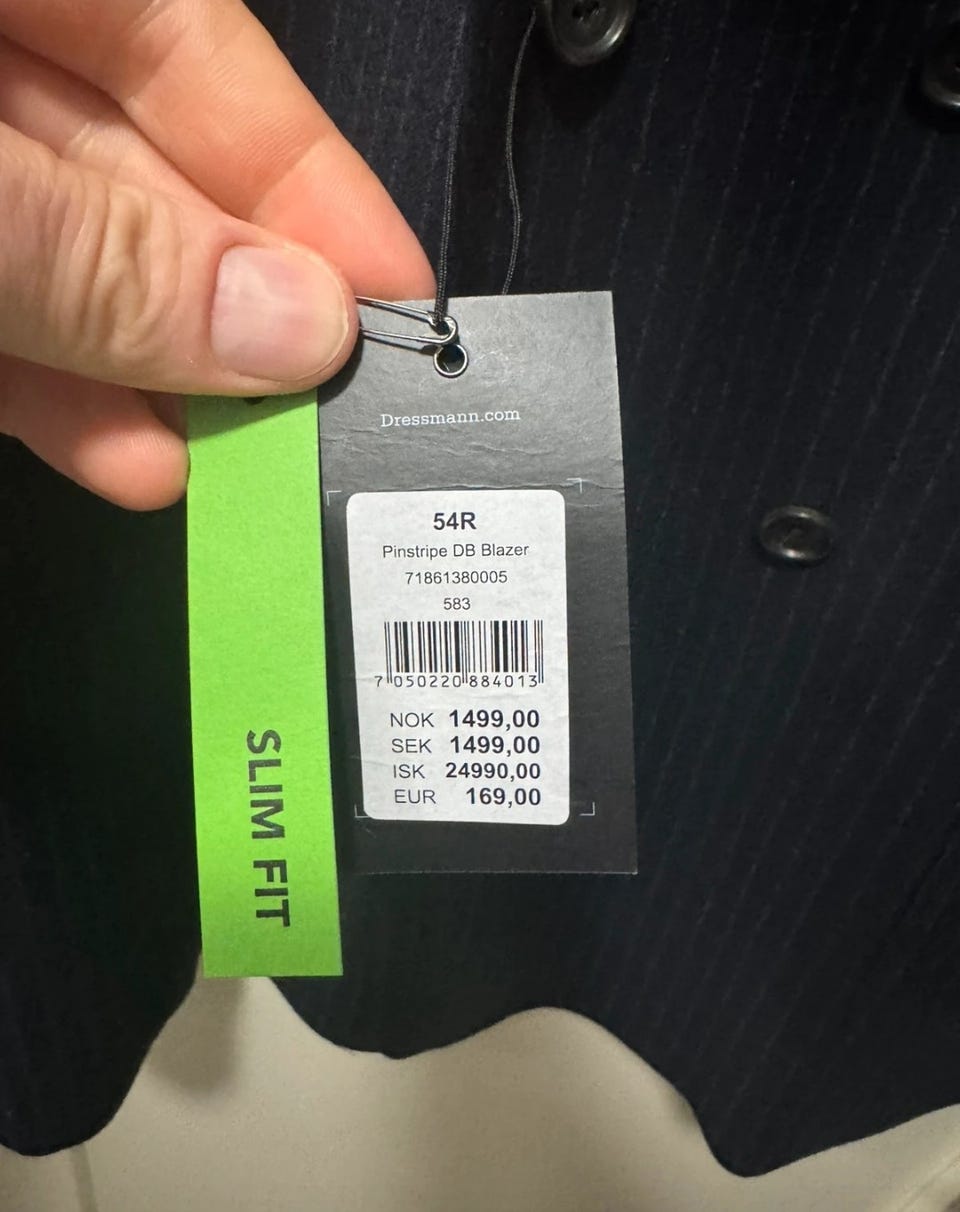 Dressmann.com
54R
Pinstripe DB Blazer
71861380005
583
7 050220 884013
NOK 1499,00
SEK 1499,00
ISK 24990,00
EUR 169,00
SLIM FIT